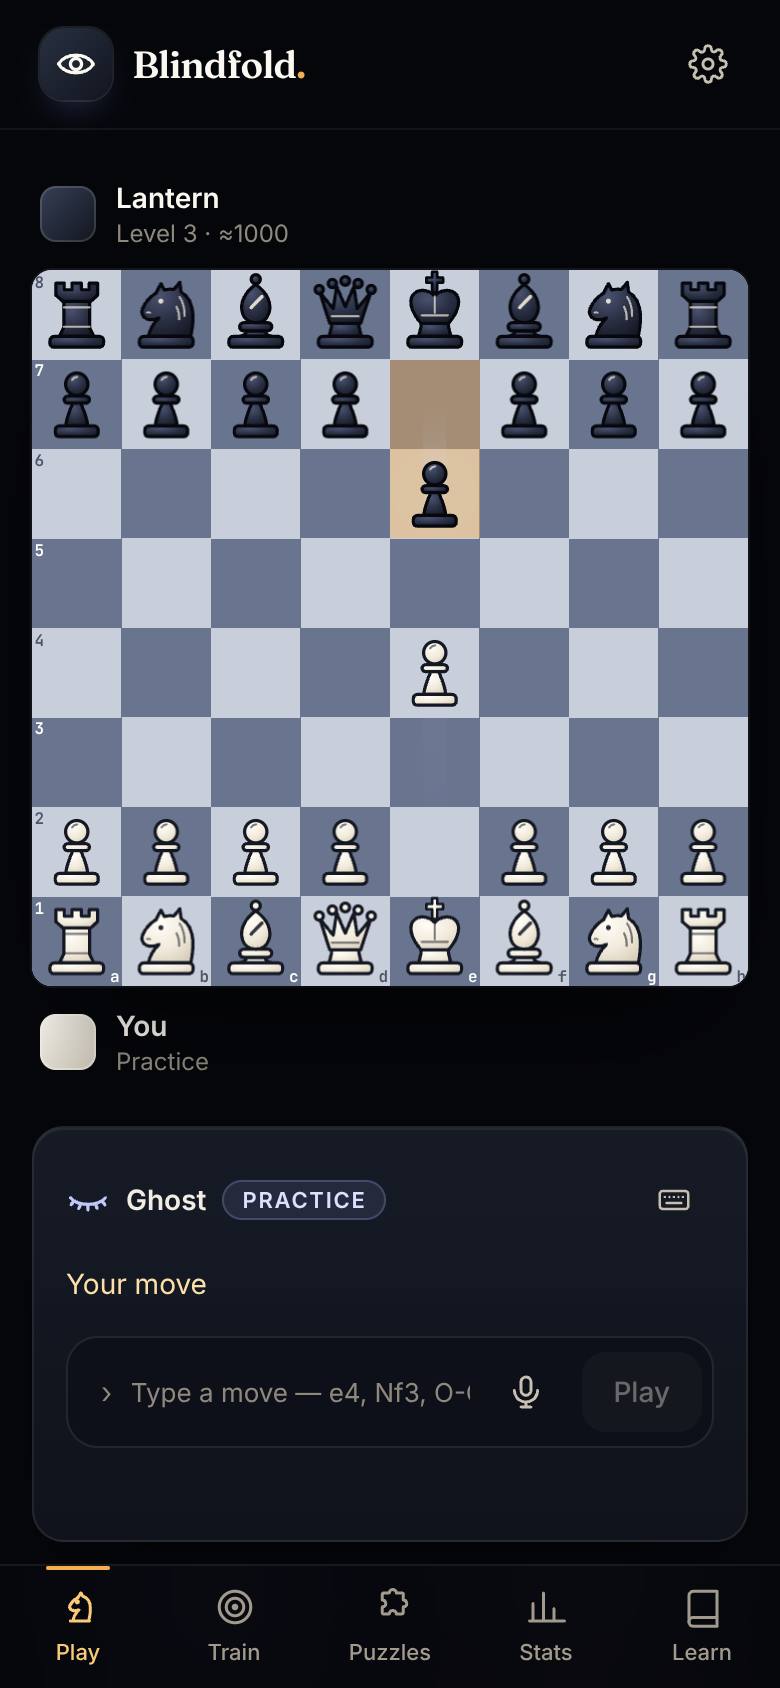 Blindfold.
Lantern
Level 3 · ≈1000
8
7
6
5
4
3
2
1
a b c d e f g h
You
Practice
Ghost PRACTICE
Your move
› Type a move — e4, Nf3, O-
Play
Play Train Puzzles Stats Learn